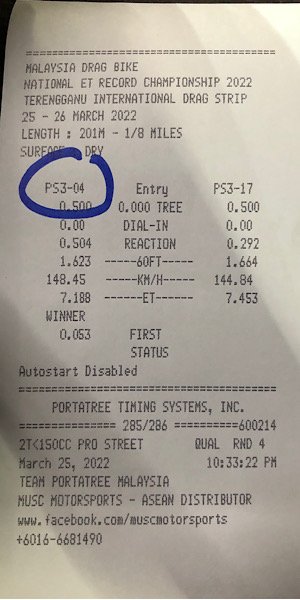 MALAYSIA DRAG BIKE
NATIONAL ET RECORD CHAMPIONSHIP 2022
TERENGGANU INTERNATIONAL DRAG STRIP
25 - 26 MARCH 2022
LENGTH : 201M - 1/8 MILES
SURFACE: DRY
PS3-04 Entry PS3-17
0.500 0.000 TREE 0.500
0.00 DIAL-IN 0.00
0.504 REACTION 0.292
1.623 -----60FT----- 1.664
148.45 -----KM/H----- 144.84
7.188 ------ET------ 7.453
WINNER
0.053 FIRST
STATUS
Autostart Disabled
PORTATREE TIMING SYSTEMS, INC.
=============== 285/286 ==========600214
2T<150CC PRO STREET QUAL RND 4
March 25, 2022 10:33:22 PM
TEAM PORTATREE MALAYSIA
MUSC MOTORSPORTS - ASEAN DISTRIBUTOR
www.facebook.com/muscmotorsports
+6016-6681490